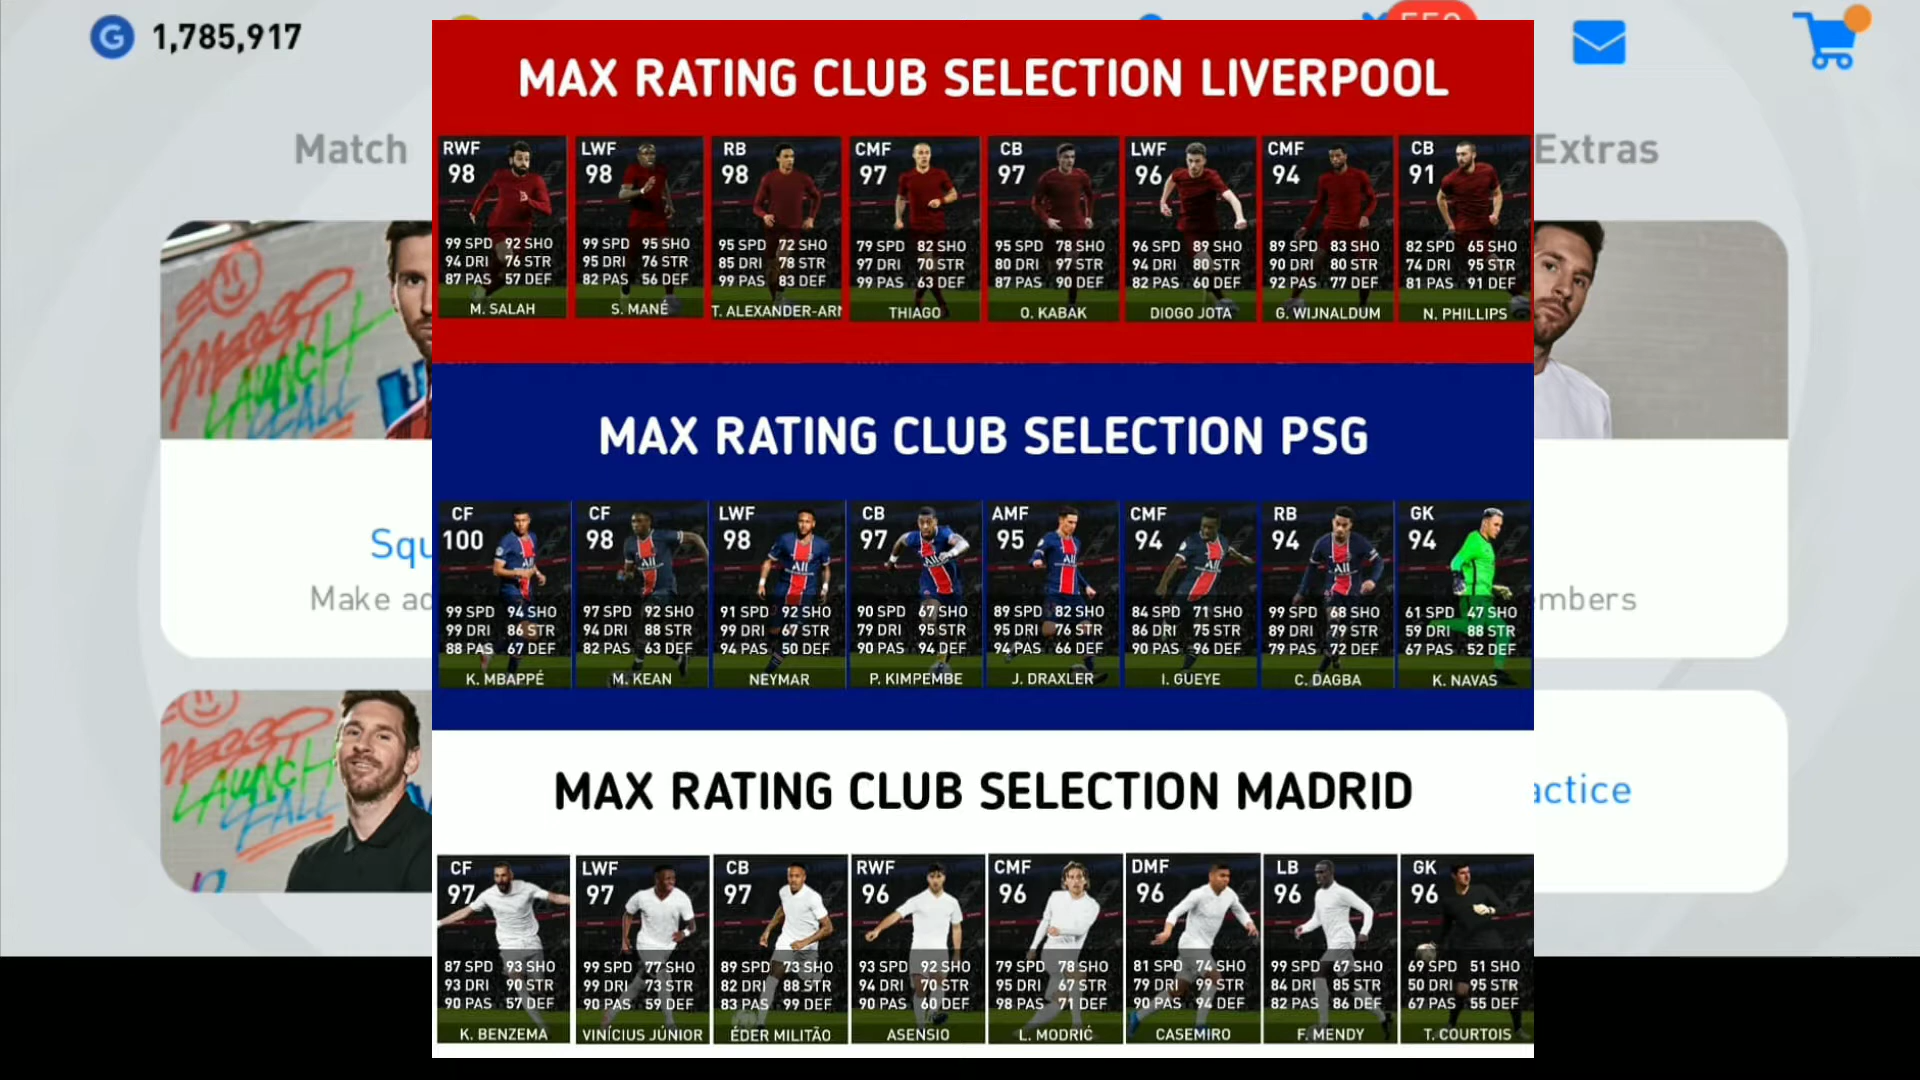 1,785,917
Match
Extras
Squ
Make ad
mbers
actice
MAX RATING CLUB SELECTION LIVERPOOL
RWF
98
99 SPD 92 SHO
94 DRI 76 STR
87 PAS 57 DEF
M. SALAH
LWF
98
99 SPD 95 SHO
95 DRI 76 STR
82 PAS 56 DEF
S. MANÉ
RB
98
95 SPD 72 SHO
85 DRI 78 STR
99 PAS 83 DEF
T. ALEXANDER-ARN
CMF
97
79 SPD 82 SHO
97 DRI 70 STR
99 PAS 63 DEF
THIAGO
CB
97
95 SPD 78 SHO
80 DRI 97 STR
87 PAS 90 DEF
O. KABAK
LWF
96
96 SPD 89 SHO
94 DRI 80 STR
82 PAS 60 DEF
DIOGO JOTA
CMF
94
89 SPD 83 SHO
90 DRI 80 STR
92 PAS 77 DEF
G. WIJNALDUM
CB
91
82 SPD 65 SHO
74 DRI 95 STR
81 PAS 91 DEF
N. PHILLIPS
MAX RATING CLUB SELECTION PSG
CF
100
99 SPD 94 SHO
99 DRI 86 STR
88 PAS 67 DEF
K. MBAPPÉ
CF
98
97 SPD 92 SHO
94 DRI 88 STR
82 PAS 63 DEF
M. KEAN
LWF
98
91 SPD 92 SHO
99 DRI 67 STR
94 PAS 50 DEF
NEYMAR
CB
97
90 SPD 67 SHO
79 DRI 95 STR
90 PAS 94 DEF
P. KIMPEMBE
AMF
95
89 SPD 82 SHO
95 DRI 76 STR
94 PAS 66 DEF
J. DRAXLER
CMF
94
84 SPD 71 SHO
86 DRI 75 STR
90 PAS 96 DEF
I. GUEYE
RB
94
99 SPD 68 SHO
89 DRI 79 STR
79 PAS 72 DEF
C. DAGBA
GK
94
61 SPD 47 SHO
59 DRI 88 STR
67 PAS 52 DEF
K. NAVAS
MAX RATING CLUB SELECTION MADRID
CF
97
87 SPD 93 SHO
93 DRI 90 STR
90 PAS 57 DEF
K. BENZEMA
LWF
97
99 SPD 77 SHO
99 DRI 73 STR
90 PAS 59 DEF
VINÍCIUS JÚNIOR
CB
97
89 SPD 73 SHO
82 DRI 88 STR
83 PAS 99 DEF
ÉDER MILITÃO
RWF
96
93 SPD 92 SHO
94 DRI 70 STR
90 PAS 60 DEF
ASENSIO
CMF
96
79 SPD 78 SHO
95 DRI 67 STR
98 PAS 71 DEF
L. MODRIĆ
DMF
96
81 SPD 74 SHO
79 DRI 99 STR
90 PAS 94 DEF
CASEMIRO
LB
96
99 SPD 67 SHO
84 DRI 85 STR
82 PAS 86 DEF
F. MENDY
GK
96
69 SPD 51 SHO
50 DRI 95 STR
67 PAS 55 DEF
T. COURTOIS